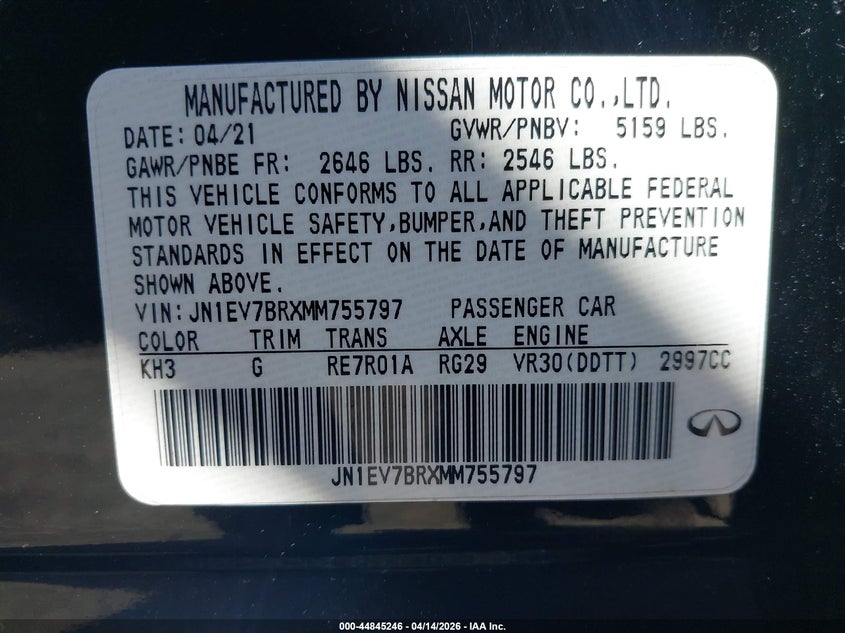 MANUFACTURED BY NISSAN MOTOR CO.,LTD.
DATE: 04/21 GVWR/PNBV: 5159 LBS.
GAWR/PNBE FR: 2646 LBS. RR: 2546 LBS.
THIS VEHICLE CONFORMS TO ALL APPLICABLE FEDERAL
MOTOR VEHICLE SAFETY,BUMPER,AND THEFT PREVENTION
STANDARDS IN EFFECT ON THE DATE OF MANUFACTURE
SHOWN ABOVE.
VIN:JN1EV7BRXMM755797 PASSENGER CAR
COLOR TRIM TRANS AXLE ENGINE
KH3 G RE7R01A RG29 VR30(DDTT) 2997CC
JN1EV7BRXMM755797
000-44845246 - 04/14/2026 - IAA Inc.